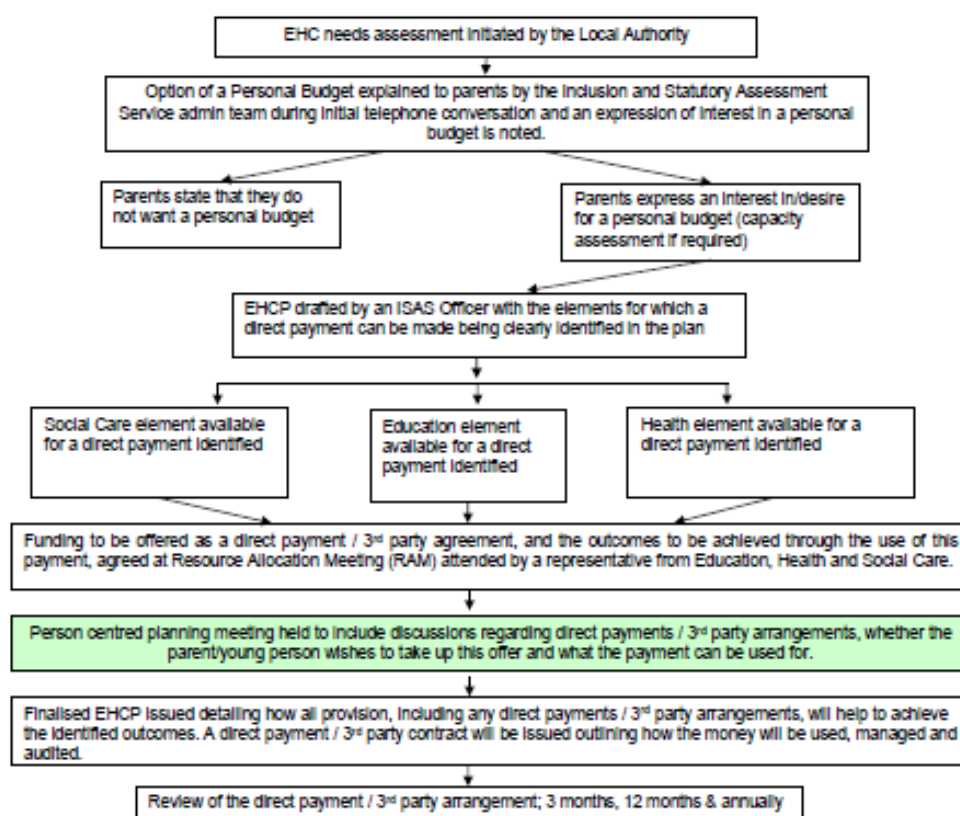 EHC needs assessment initiated by the Local Authority
Option of a Personal Budget explained to parents by the Inclusion and Statutory Assessment
Service admin team during initial telephone conversation and an expression of interest in a personal
budget is noted.
Parents state that they do
not want a personal budget
Parents express an interest in/desire
for a personal budget (capacity
assessment if required)
EHCP drafted by an ISAS Officer with the elements for which a
direct payment can be made being clearly identified in the plan
Social Care element available
for a direct payment identified
Education element
available for a direct
payment identified
Health element available for a
direct payment identified
Funding to be offered as a direct payment / 3rd party agreement, and the outcomes to be achieved through the use of this
payment, agreed at Resource Allocation Meeting (RAM) attended by a representative from Education, Health and Social Care.
Person centred planning meeting held to include discussions regarding direct payments / 3rd party arrangements, whether the
parent/young person wishes to take up this offer and what the payment can be used for.
Finalised EHCP issued detailing how all provision, including any direct payments / 3rd party arrangements, will help to achieve
the identified outcomes. A direct payment / 3rd party contract will be issued outlining how the money will be used, managed and
audited.
Review of the direct payment / 3rd party arrangement; 3 months, 12 months & annually